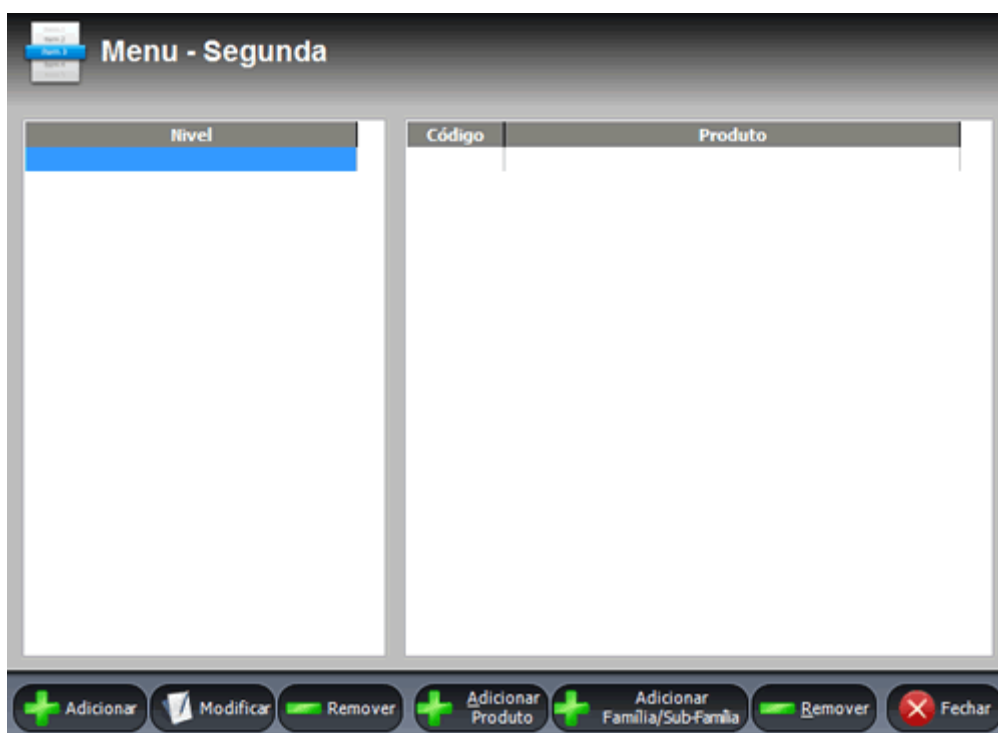 Menu - Segunda
Nivel
Código Produto
Adicionar
Modificar
Remover
Adicionar
Produto
Adicionar
Família/Sub-Família
Remover
Fechar